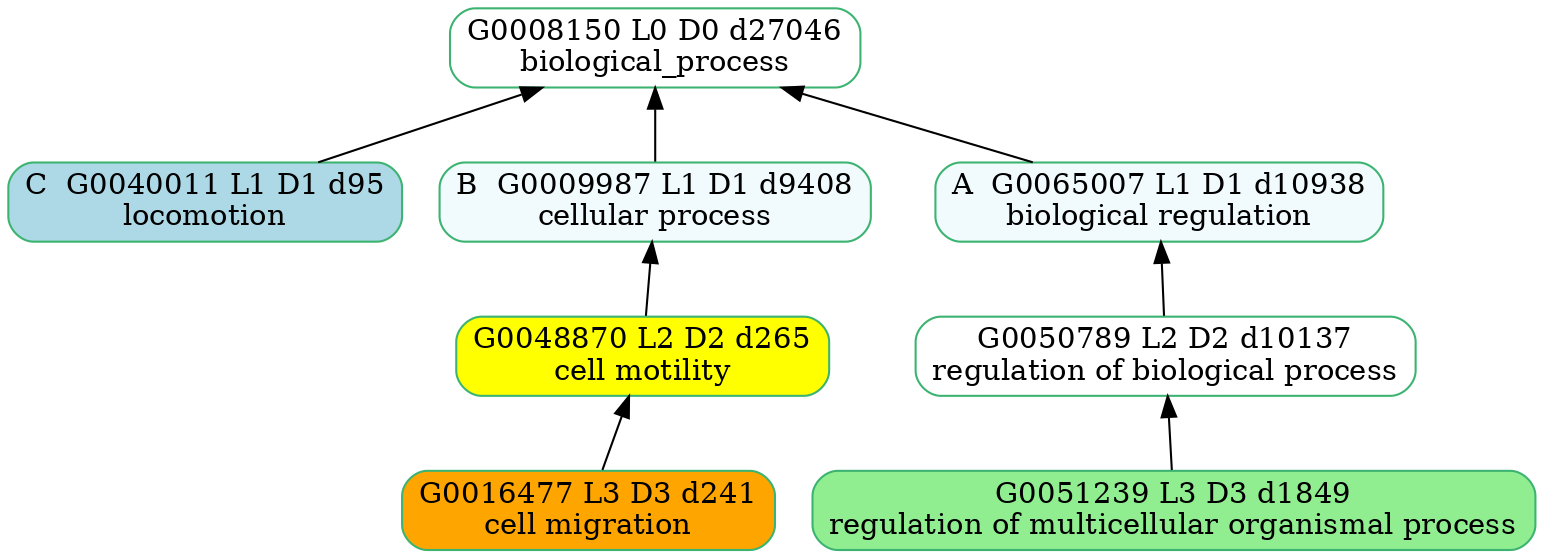 G0008150 L0 D0 d27046
biological_process
C  G0040011 L1 D1 d95
locomotion
B  G0009987 L1 D1 d9408
cellular process
A  G0065007 L1 D1 d10938
biological regulation
G0048870 L2 D2 d265
cell motility
G0050789 L2 D2 d10137
regulation of biological process
G0016477 L3 D3 d241
cell migration
G0051239 L3 D3 d1849
regulation of multicellular organismal process